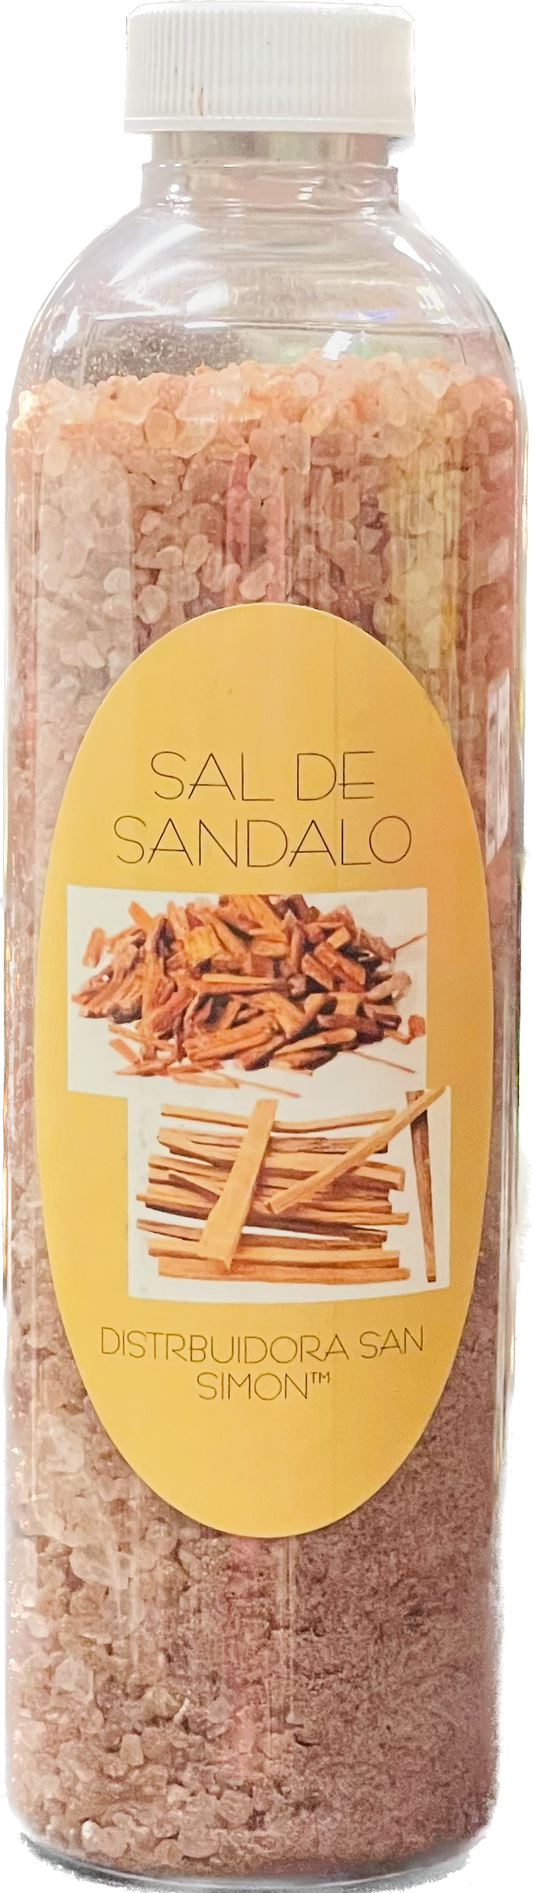 SAL DE
SANDALO
DISTRBUIDORA SAN
SIMON™